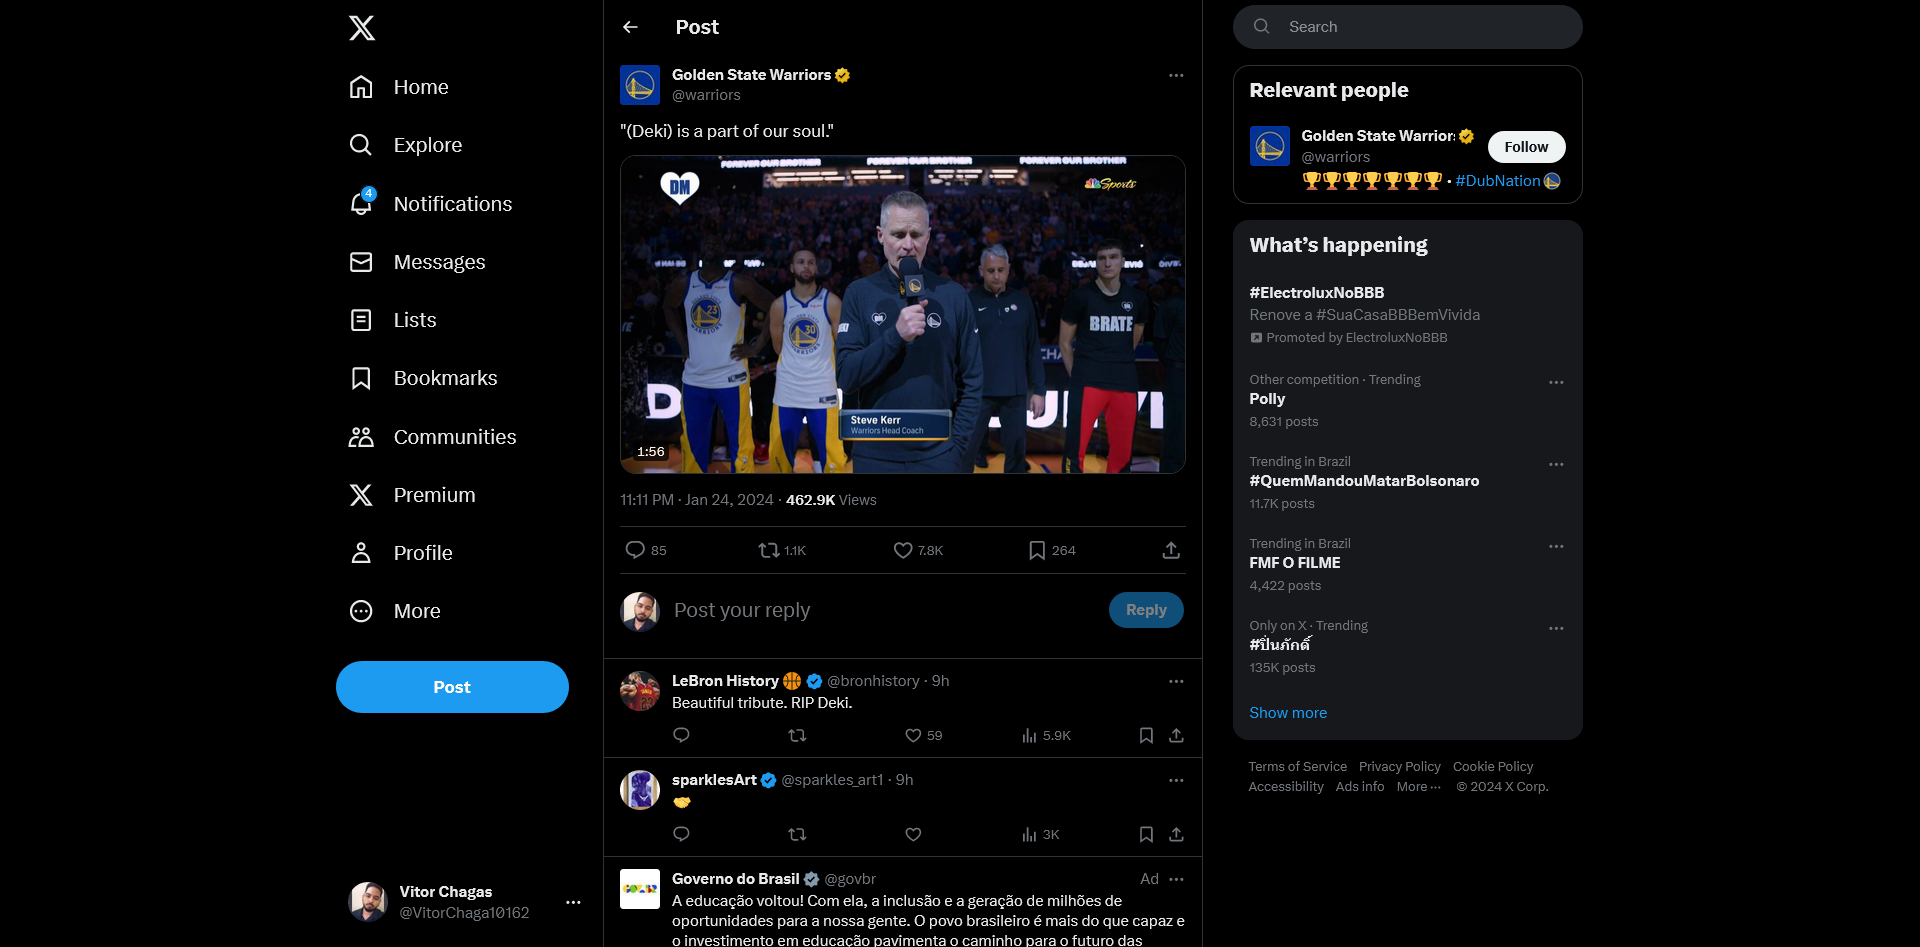 Home
Explore
4
Notifications
Messages
Lists
Bookmarks
Communities
Premium
Profile
More
Post
Vitor Chagas
@VitorChaga10162
Post
Golden State Warriors
@warriors
"(Deki) is a part of our soul."
FOREVER OUR BROTHER FOREVER OUR BROTHER FOREVER OUR BROTHER
DM
NBC Sports
23
WARRIORS
30
WARRIORS
BRATE
Steve Kerr
Warriors Head Coach
1:56
11:11 PM · Jan 24, 2024 · 462.9K Views
85 1.1K 7.8K 264
Post your reply
Reply
LeBron History @bronhistory · 9h
Beautiful tribute. RIP Deki.
59 5.9K
sparklesArt @sparkles_art1 · 9h
3K
Governo do Brasil @govbr Ad
A educação voltou! Com ela, a inclusão e a geração de milhões de
oportunidades para a nossa gente. O povo brasileiro é mais do que capaz e
o investimento em educação pavimenta o caminho para o futuro das
Search
Relevant people
Golden State Warriors
@warriors
Follow
· #DubNation
What's happening
#ElectroluxNoBBB
Renove a #SuaCasaBBBemVivida
Promoted by ElectroluxNoBBB
Other competition · Trending
Polly
8,631 posts
Trending in Brazil
#QuemMandouMatarBolsonaro
11.7K posts
Trending in Brazil
FMF O FILME
4,422 posts
Only on X · Trending
#ปิ่นภักดิ์
135K posts
Show more
Terms of Service Privacy Policy Cookie Policy
Accessibility Ads info More ··· © 2024 X Corp.